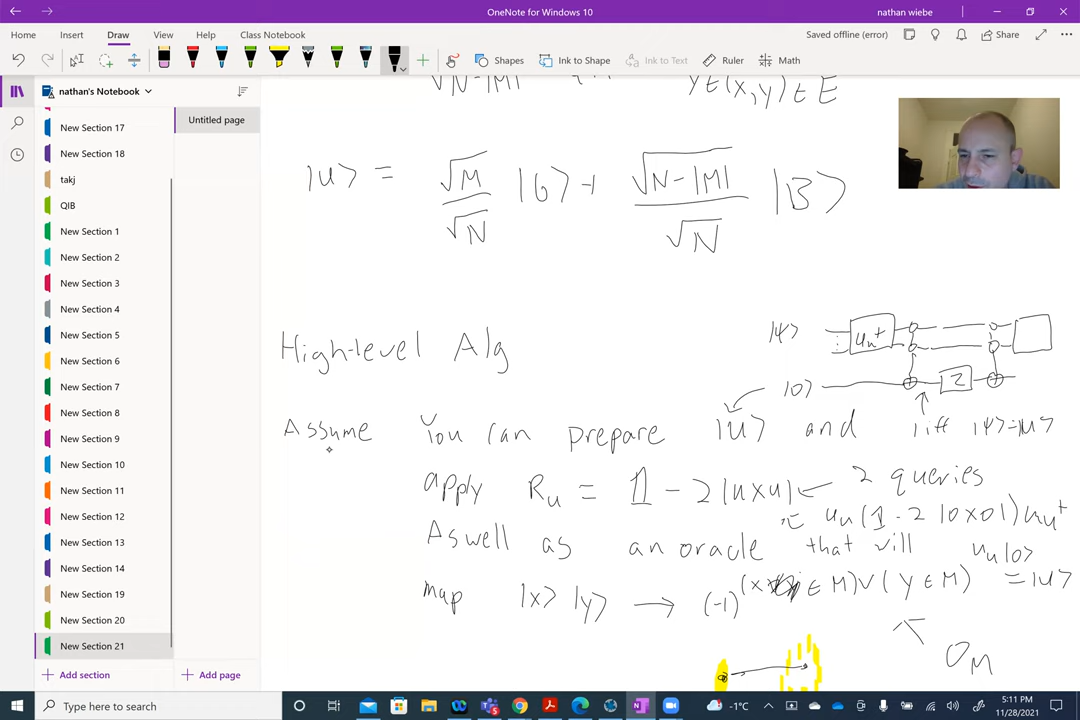 OneNote for Windows 10
nathan wiebe
Home Insert Draw View Help Class Notebook
Saved offline (error) Share
Shapes Ink to Shape Ink to Text Ruler Math
nathan's Notebook
Untitled page
New Section 17
New Section 18
takj
QIB
New Section 1
New Section 2
New Section 3
New Section 4
New Section 5
New Section 6
New Section 7
New Section 8
New Section 9
New Section 10
New Section 11
New Section 12
New Section 13
New Section 14
New Section 19
New Section 20
New Section 21
Add section Add page
√N-|M| y∈(x,y)∈E
|u> = √M/√N |G> + √N-|M|/√N |B>
High-level Alg
|ψ> Uu†
|0> Z
Assume You can prepare |u> and iff |ψ>=|u>
apply Ru = 1 - 2|u><u| ← 2 queries
= Uu(1-2|0><0|)Uu†
As well as an oracle that will Uu|0>
map |x>|y> → (-1)^(x∈M)∨(y∈M) =|u>
OM
Type here to search
-1°C
5:11 PM
11/28/2021